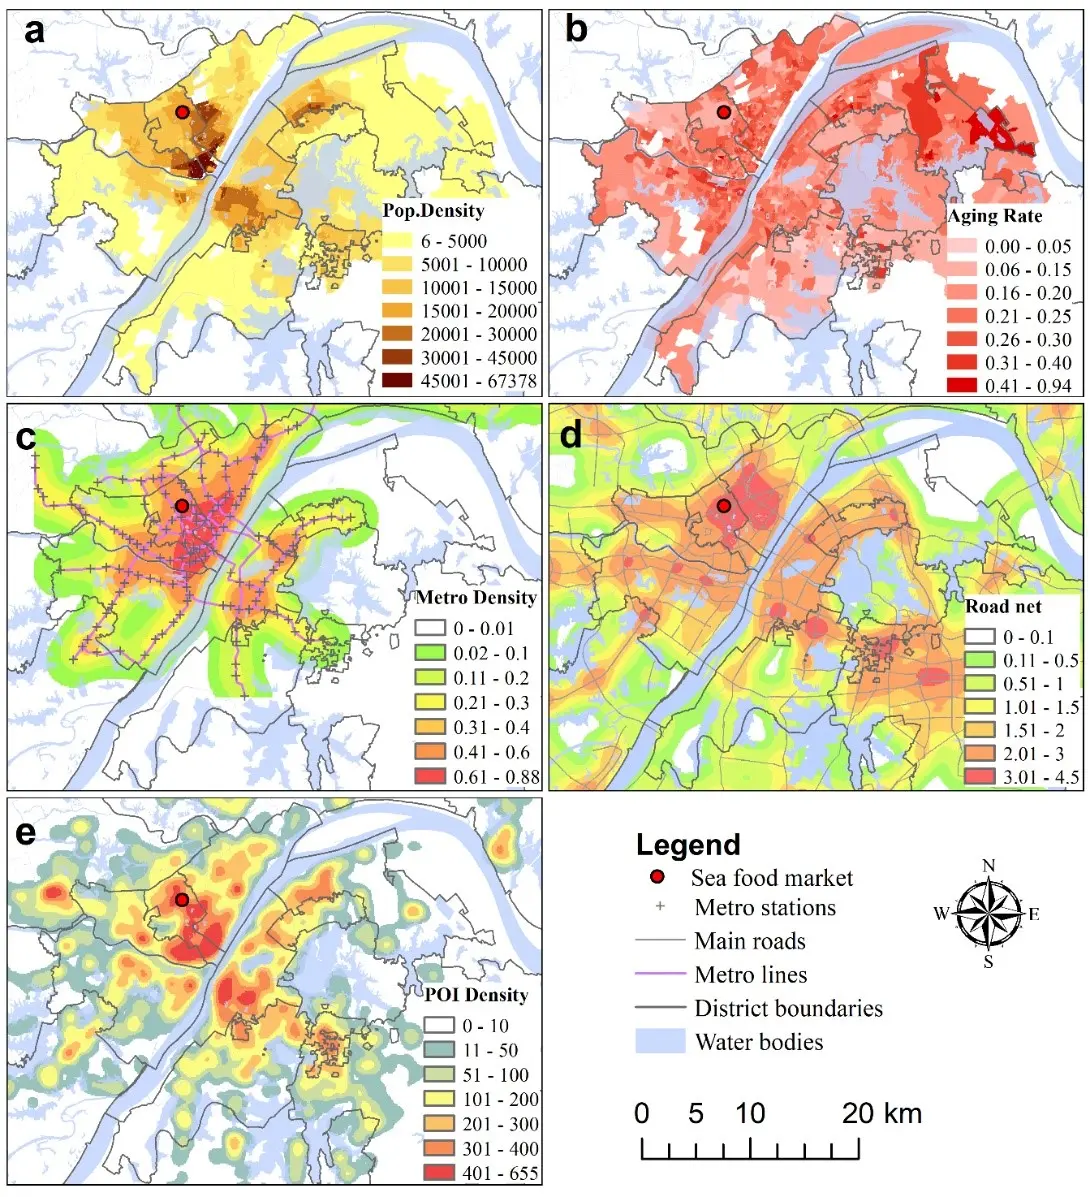 a
Pop.Density
6 - 5000
5001 - 10000
10001 - 15000
15001 - 20000
20001 - 30000
30001 - 45000
45001 - 67378
b
Aging Rate
0.00 - 0.05
0.06 - 0.15
0.16 - 0.20
0.21 - 0.25
0.26 - 0.30
0.31 - 0.40
0.41 - 0.94
c
Metro Density
0 - 0.01
0.02 - 0.1
0.11 - 0.2
0.21 - 0.3
0.31 - 0.4
0.41 - 0.6
0.61 - 0.88
d
Road net
0 - 0.1
0.11 - 0.5
0.51 - 1
1.01 - 1.5
1.51 - 2
2.01 - 3
3.01 - 4.5
e
POI Density
0 - 10
11 - 50
51 - 100
101 - 200
201 - 300
301 - 400
401 - 655
Legend
Sea food market
Metro stations
Main roads
Metro lines
District boundaries
Water bodies
N
W E
S
0 5 10 20 km